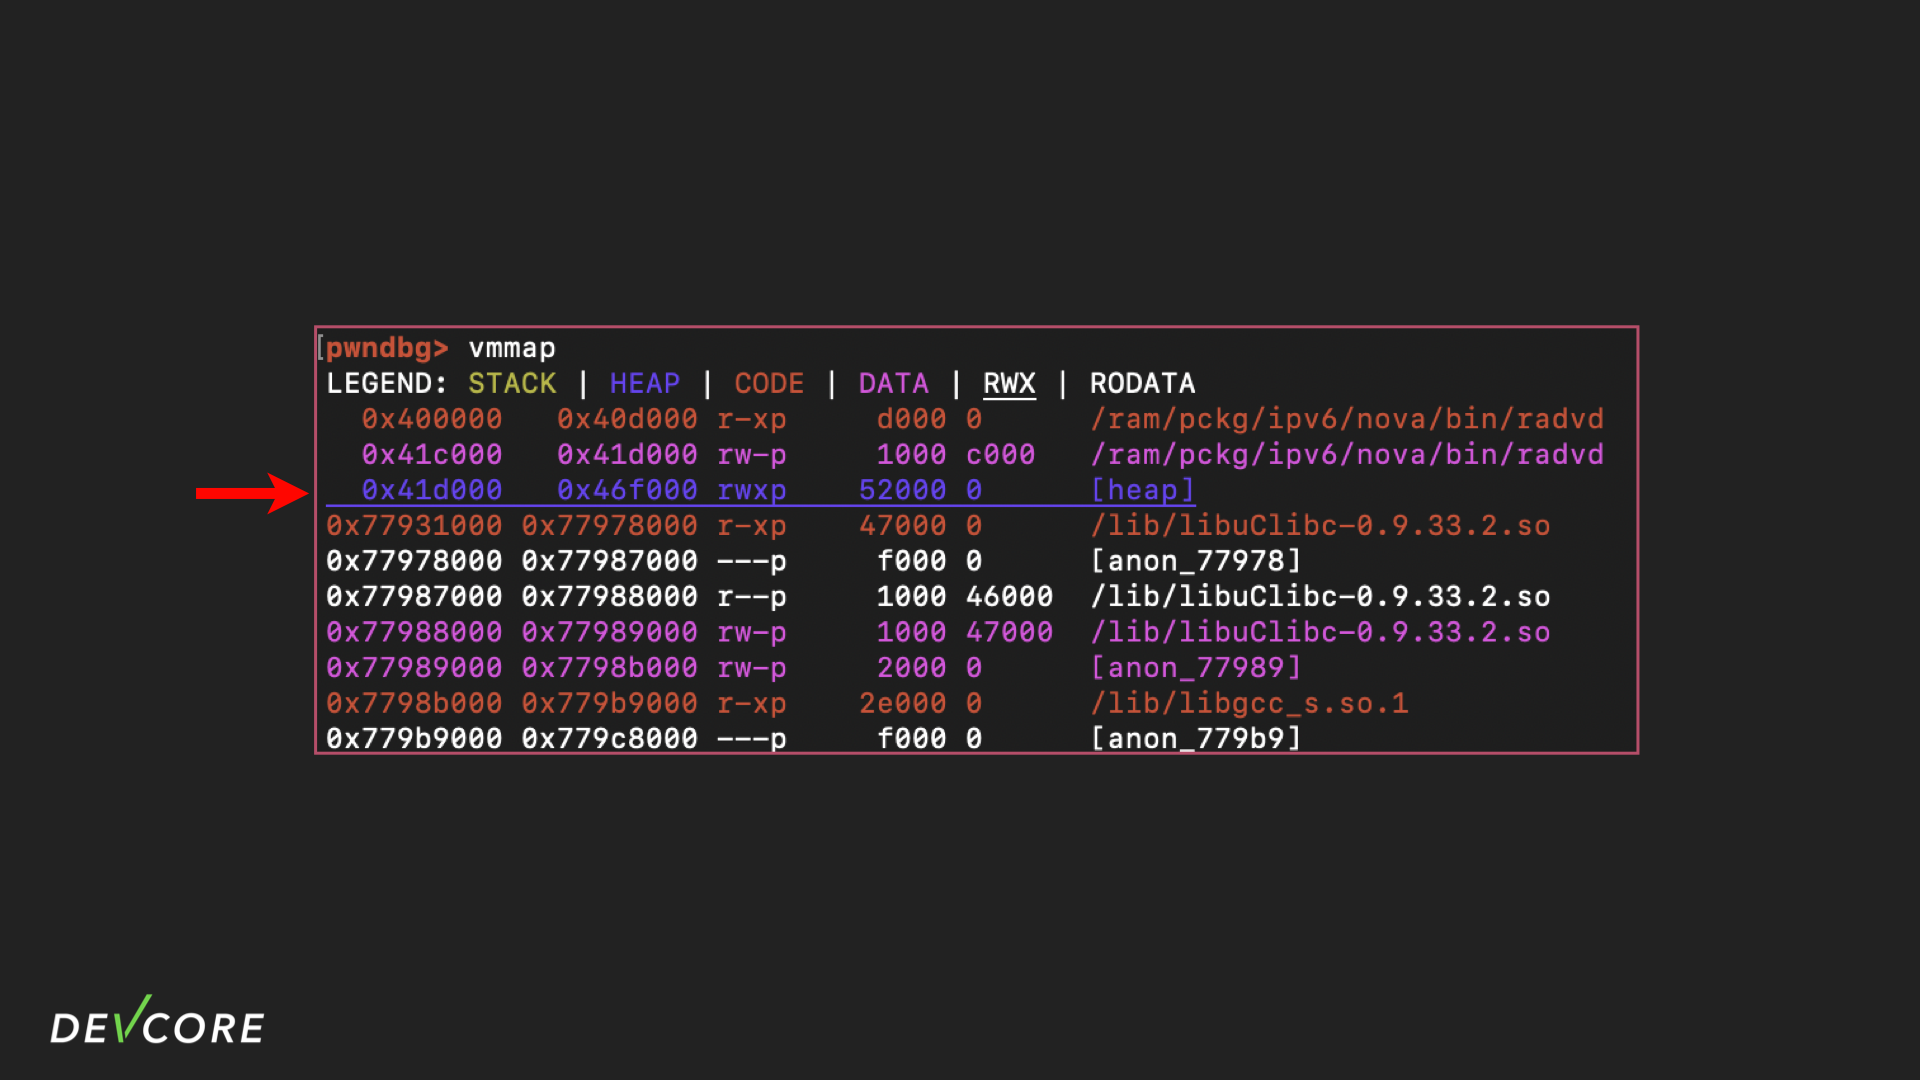 [pwndbg> vmmap
LEGEND: STACK | HEAP | CODE | DATA | RWX | RODATA
0x400000 0x40d000 r-xp d000 0 /ram/pckg/ipv6/nova/bin/radvd
0x41c000 0x41d000 rw-p 1000 c000 /ram/pckg/ipv6/nova/bin/radvd
0x41d000 0x46f000 rwxp 52000 0 [heap]
0x77931000 0x77978000 r-xp 47000 0 /lib/libuClibc-0.9.33.2.so
0x77978000 0x77987000 ---p f000 0 [anon_77978]
0x77987000 0x77988000 r--p 1000 46000 /lib/libuClibc-0.9.33.2.so
0x77988000 0x77989000 rw-p 1000 47000 /lib/libuClibc-0.9.33.2.so
0x77989000 0x7798b000 rw-p 2000 0 [anon_77989]
0x7798b000 0x779b9000 r-xp 2e000 0 /lib/libgcc_s.so.1
0x779b9000 0x779c8000 ---p f000 0 [anon_779b9]
DEVCORE